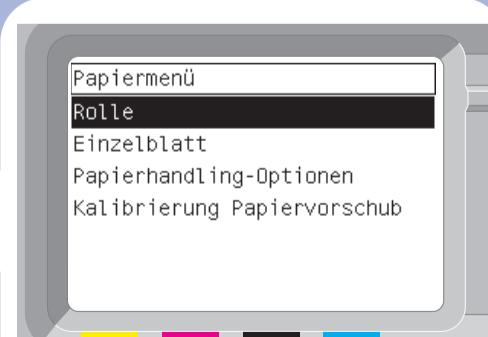 Papiermenü
Rolle
Einzelblatt
Papierhandling-Optionen
Kalibrierung Papiervorschub